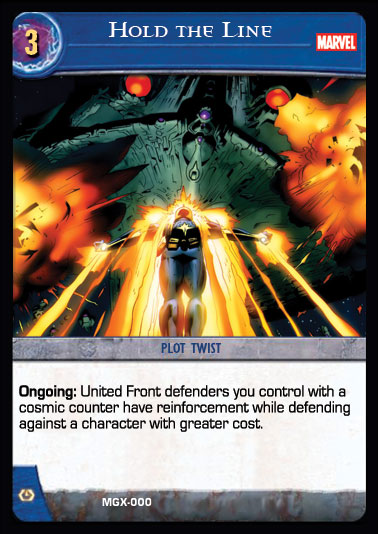 3
Hold the Line
MARVEL
PLOT TWIST
Ongoing: United Front defenders you control with a
cosmic counter have reinforcement while defending
against a character with greater cost.
MGX-000